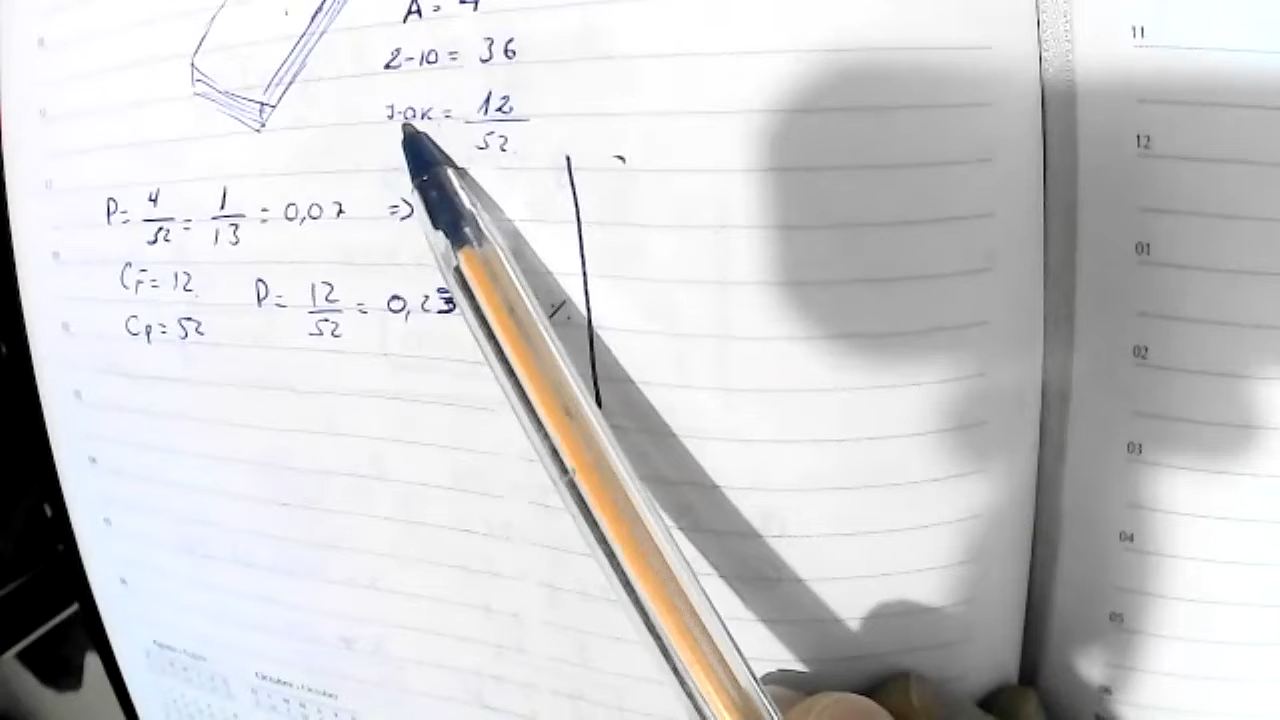 A = 4
2-10 = 36
J-QK = 12/52
P = 4/52 = 1/13 = 0,07 =>
CF = 12
P = 12/52 = 0,23
%
Cp = 52
11
12
01
02
03
04
05
06